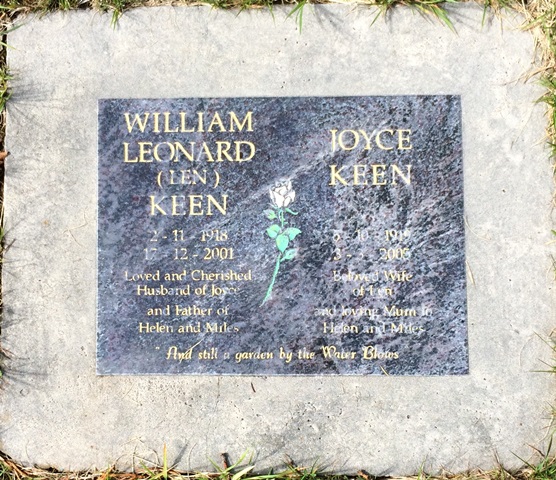 WILLIAM
LEONARD
( LEN )
KEEN
2 - 11 - 1918
17 - 12 - 2001
Loved and Cherished
Husband of Joyce
and Father of
Helen and Miles
JOYCE
KEEN
Beloved Wife
of Len
and loving Mum to
Helen and Miles
And still a garden by the Water Blows